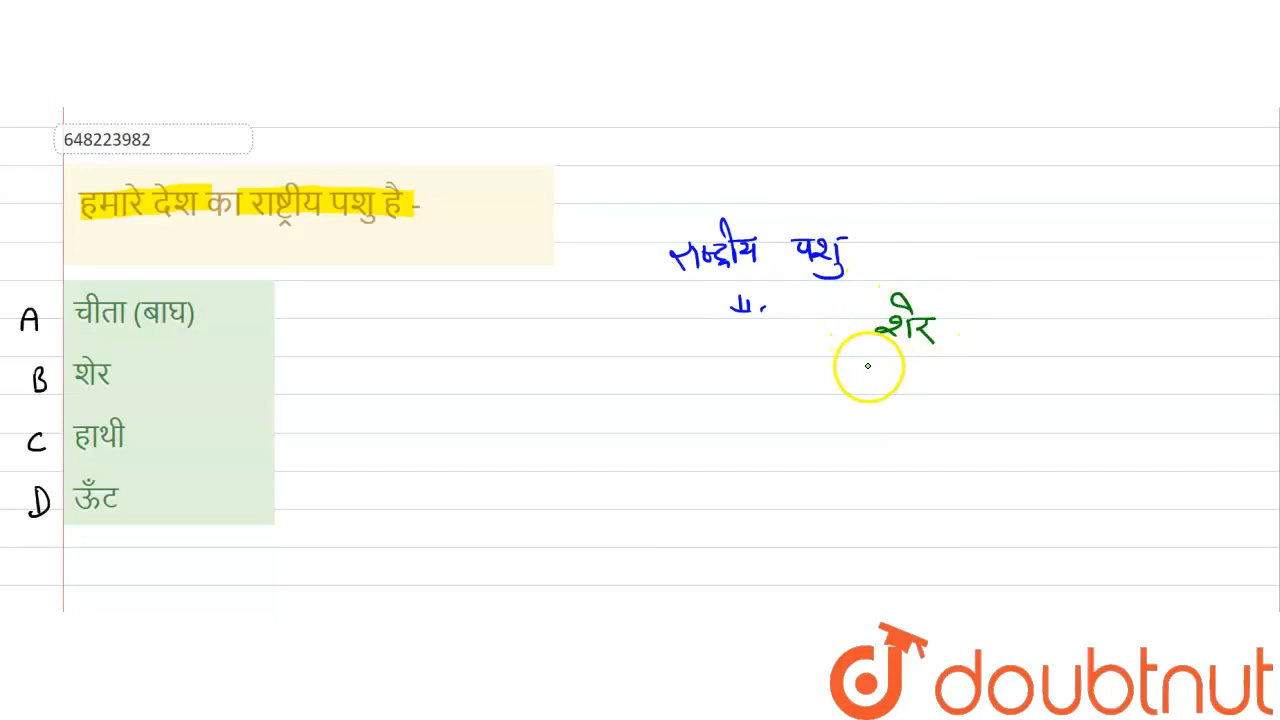 648223982
हमारे देश का राष्ट्रीय पशु है -
A चीता (बाघ)
B शेर
C हाथी
D ऊँट
राष्ट्रीय पशु
शेर
doubtnut